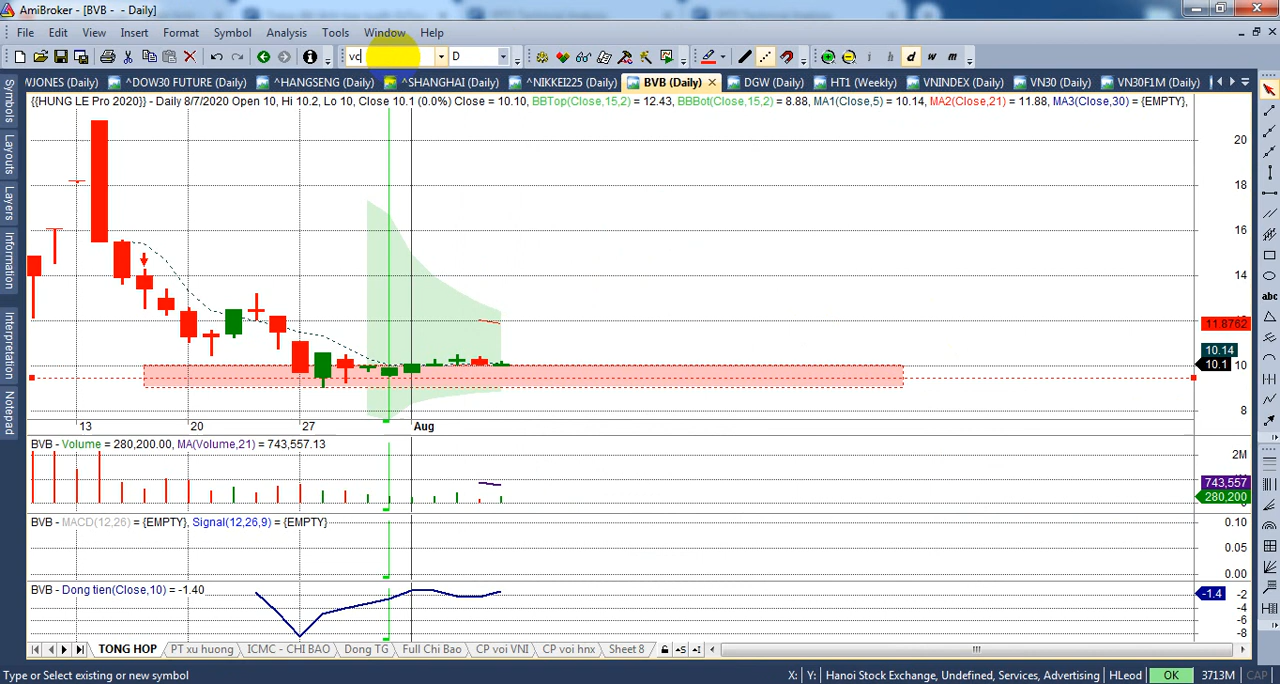 AmiBroker - [BVB - - Daily]
File Edit View Insert Format Symbol Analysis Tools Window Help
vc D i h d w m
WJONES (Daily) ^DOW30 FUTURE (Daily) ^HANGSENG (Daily) ^SHANGHAI (Daily) ^NIKKEI225 (Daily) BVB (Daily) DGW (Daily) HT1 (Weekly) VNINDEX (Daily) VN30 (Daily) VN30F1M (Daily)
{{HUNG LE Pro 2020}} - Daily 8/7/2020 Open 10, Hi 10.2, Lo 10, Close 10.1 (0.0%) Close = 10.10, BBTop(Close,15,2) = 12.43, BBBot(Close,15,2) = 8.88, MA1(Close,5) = 10.14, MA2(Close,21) = 11.88, MA3(Close,30) = {EMPTY},
Symbols
Layouts
Layers
Information
Interpretation
Notepad
abc
20
18
16
14
11.8762
10.14
10.1
10
8
13 20 27 Aug
BVB - Volume = 280,200.00, MA(Volume,21) = 743,557.13
2M
743,557
280,200
BVB - MACD(12,26) = {EMPTY}, Signal(12,26,9) = {EMPTY}
0.10
0.05
0.00
BVB - Dong tien(Close,10) = -1.40
-1.4
-2
-4
-6
-8
TONG HOP PT xu huong ICMC - CHI BAO Dong TG Full Chi Bao CP voi VNI CP voi hnx Sheet 8
Type or Select existing or new symbol X: Y: Hanoi Stock Exchange, Undefined, Services, Advertising HLeod OK 3713M CAP